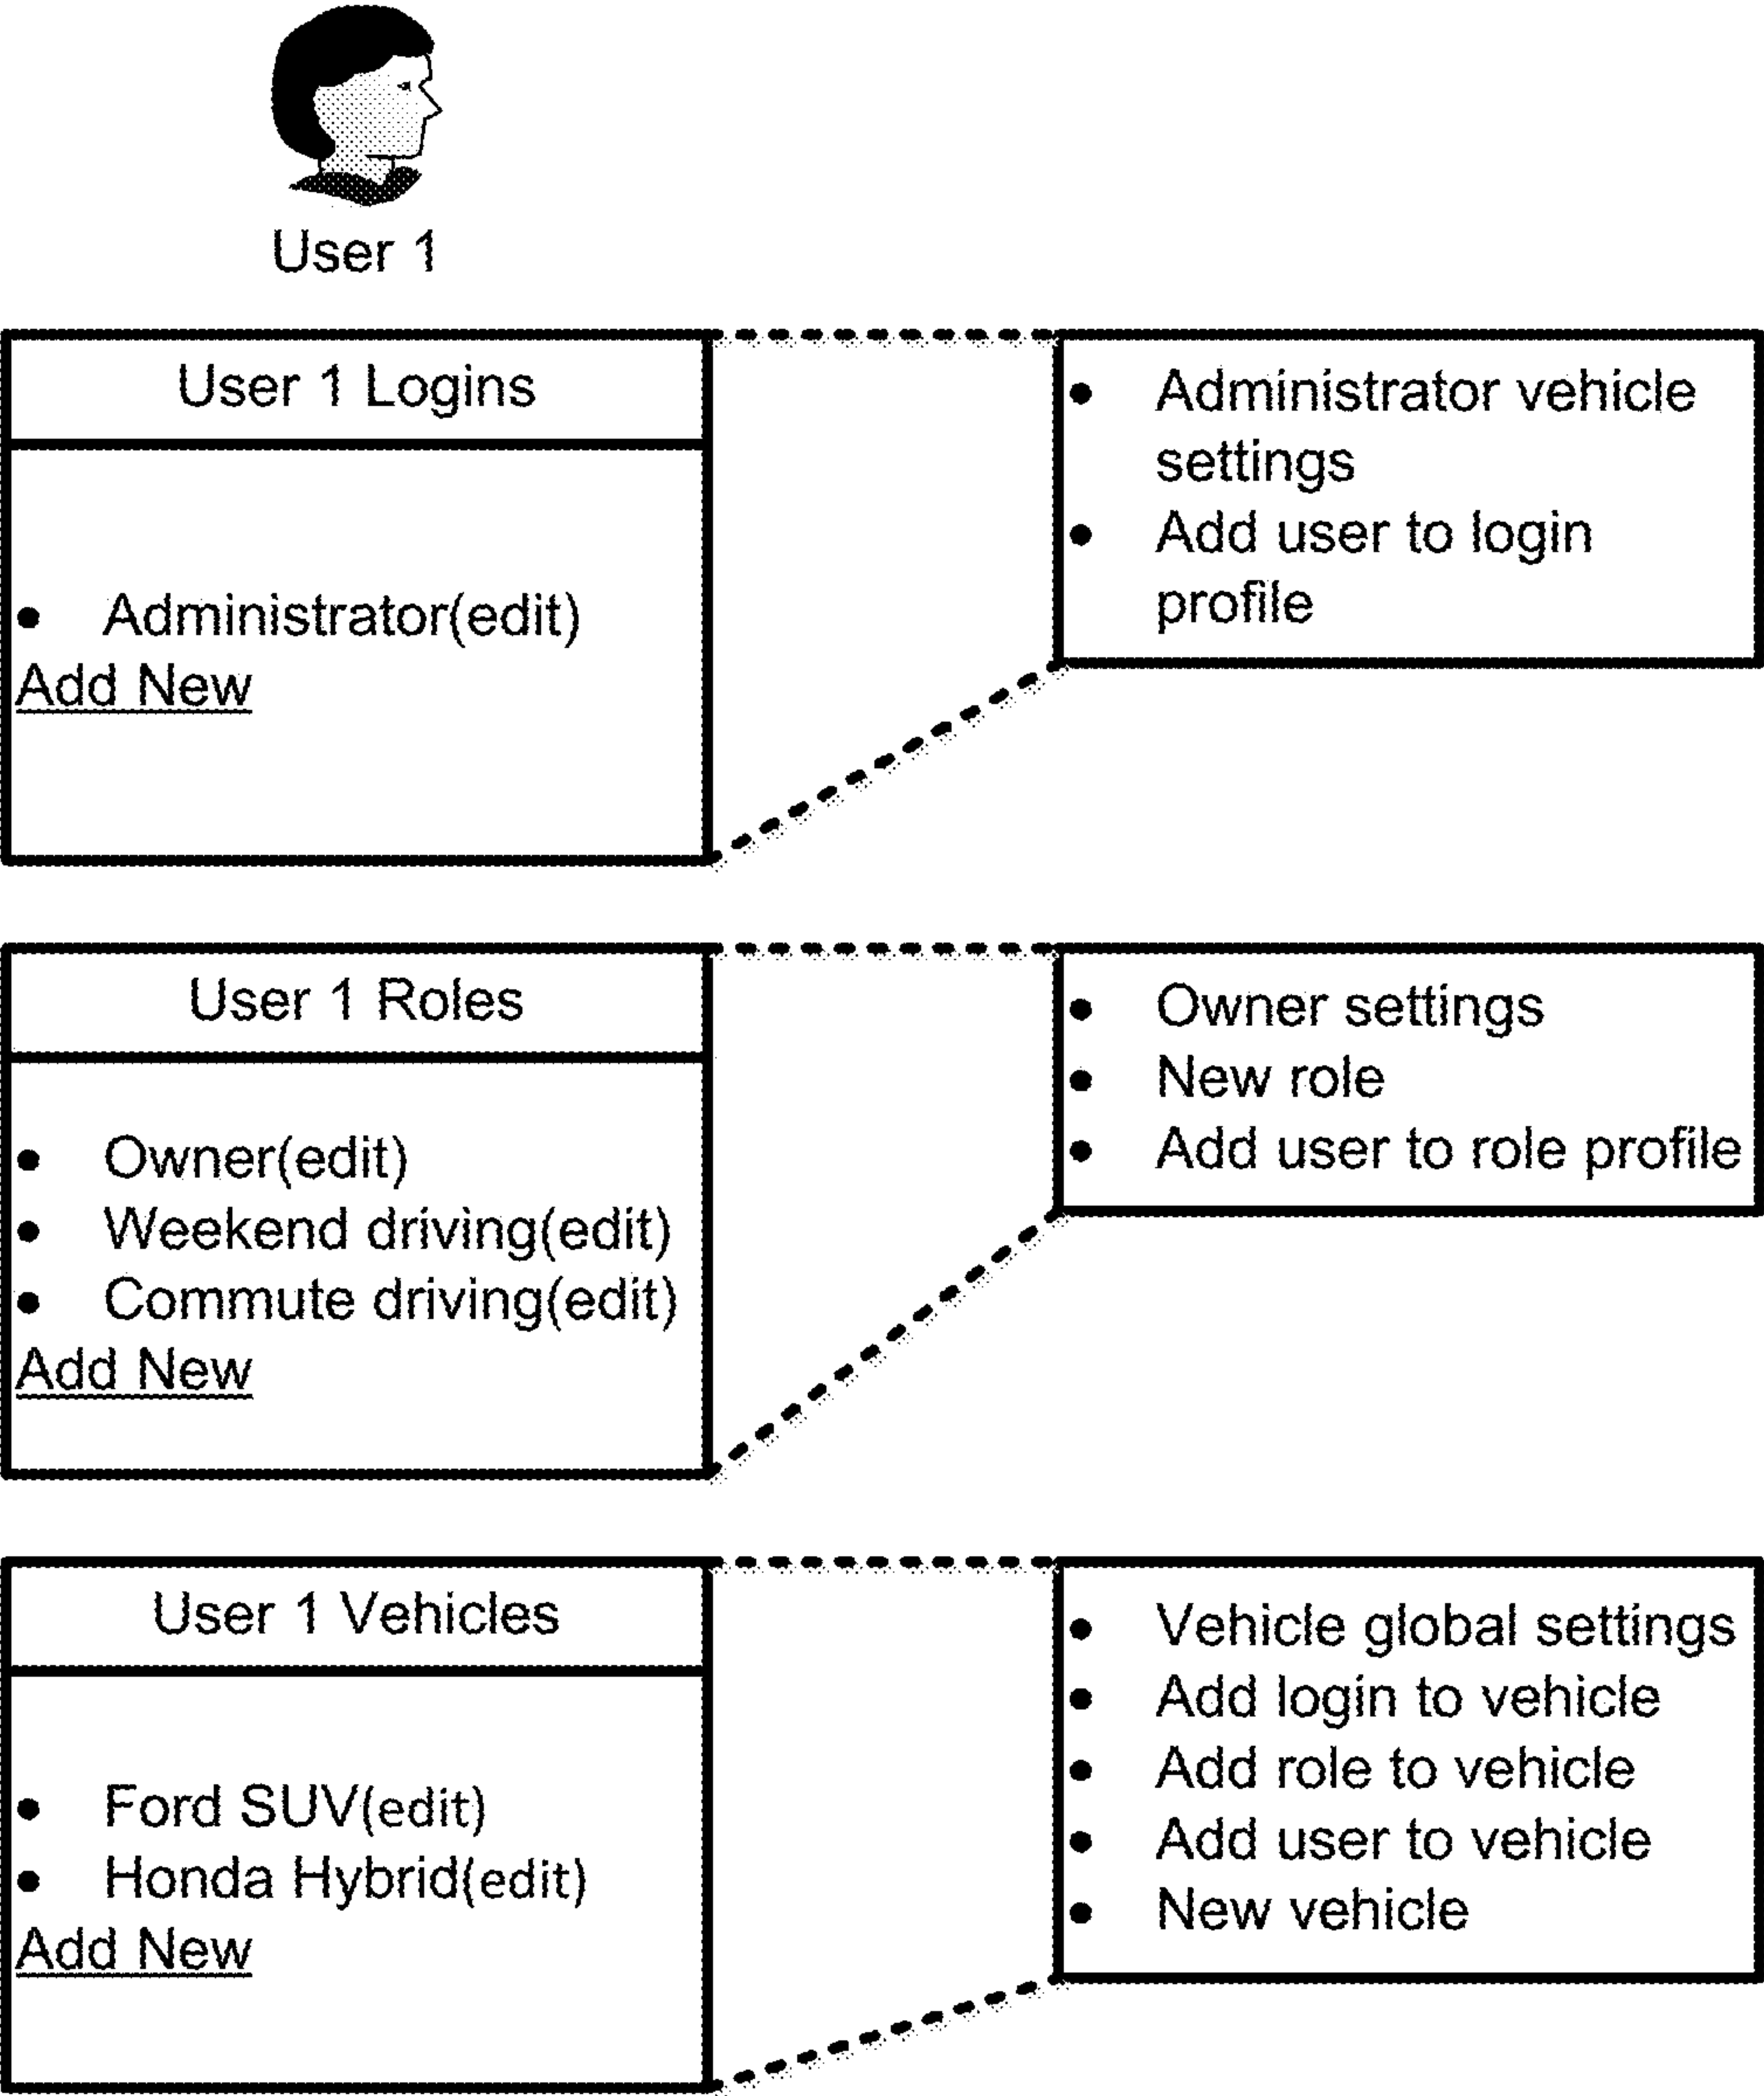 User 1
User 1 Logins
• Administrator(edit)
Add New
• Administrator vehicle
settings
• Add user to login
profile
User 1 Roles
• Owner(edit)
• Weekend driving(edit)
• Commute driving(edit)
Add New
• Owner settings
• New role
• Add user to role profile
User 1 Vehicles
• Ford SUV(edit)
• Honda Hybrid(edit)
Add New
• Vehicle global settings
• Add login to vehicle
• Add role to vehicle
• Add user to vehicle
• New vehicle